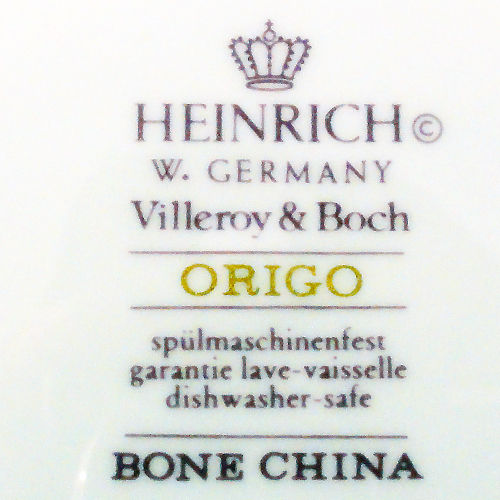 HEINRICH©
W. GERMANY
Villeroy & Boch
ORIGO
spülmaschinenfest
garantie lave-vaisselle
dishwasher-safe
BONE CHINA